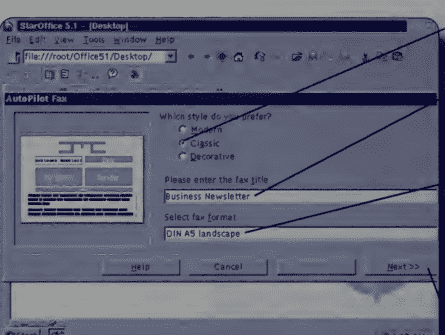 StarOffice 5.1 - [Desktop]
File Edit View Tools Window Help
file:///root/Office51/Desktop/
AutoPilot Fax
Which style do you prefer?
Modern
Classic
Decorative
Please enter the fax title
Business Newsletter
Select fax format
DIN A5 landscape
Help Cancel Next >>